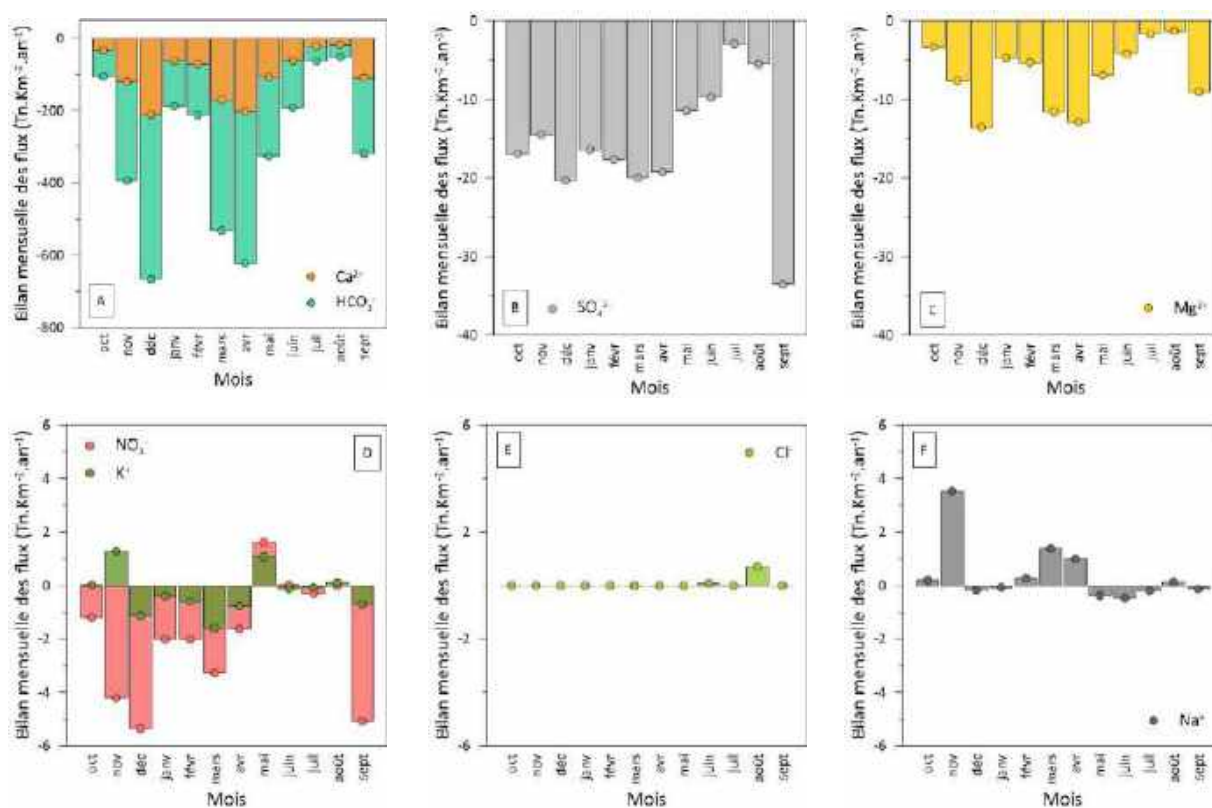 Bilan mensuelle des flux (Tn.Km⁻².an⁻¹)
0
-200
-400
-600
-800
A
Ca²⁺
HCO₃⁻
oct nov déc janv févr mars avr mai juin juil août sept
Mois
Bilan mensuelle des flux (Tn.Km⁻².an⁻¹)
0
-10
-20
-30
-40
B
SO₄²⁻
oct nov déc janv févr mars avr mai juin juil août sept
Mois
Bilan mensuelle des flux (Tn.Km⁻².an⁻¹)
0
-10
-20
-30
-40
C
Mg²⁺
oct nov déc janv févr mars avr mai juin juil août sept
Mois
Bilan mensuelle des flux (Tn.Km⁻².an⁻¹)
6
4
2
0
-2
-4
-6
NO₃⁻
K⁺
D
oct nov déc janv févr mars avr mai juin juil août sept
Mois
Bilan mensuelle des flux (Tn.Km⁻².an⁻¹)
6
4
2
0
-2
-4
-6
E
Cl⁻
oct nov déc janv févr mars avr mai juin juil août sept
Mois
Bilan mensuelle des flux (Tn.Km⁻².an⁻¹)
6
4
2
0
-2
-4
-6
F
Na⁺
oct nov déc janv févr mars avr mai juin juil août sept
Mois